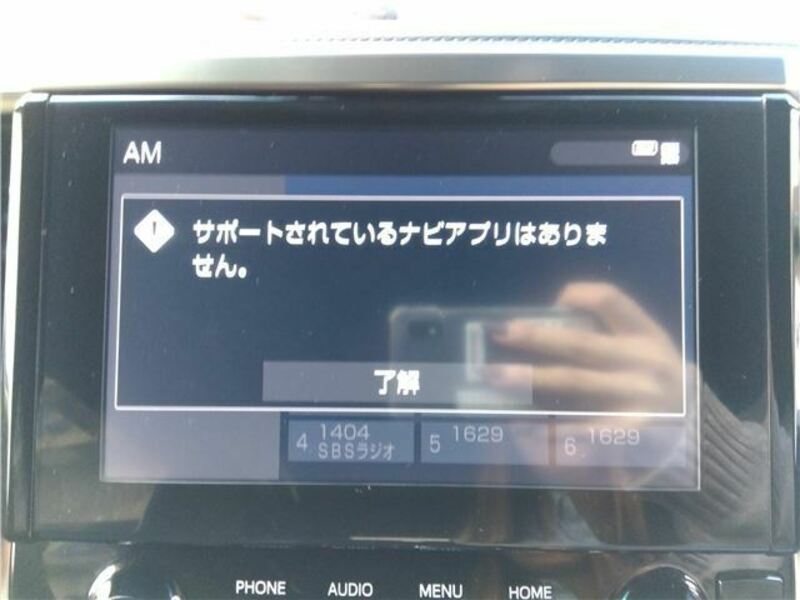 AM
サポートされているナビアプリはありま
せん。
了解
4 1404
SBSラジオ
5 1629
6 1629
PHONE AUDIO MENU HOME